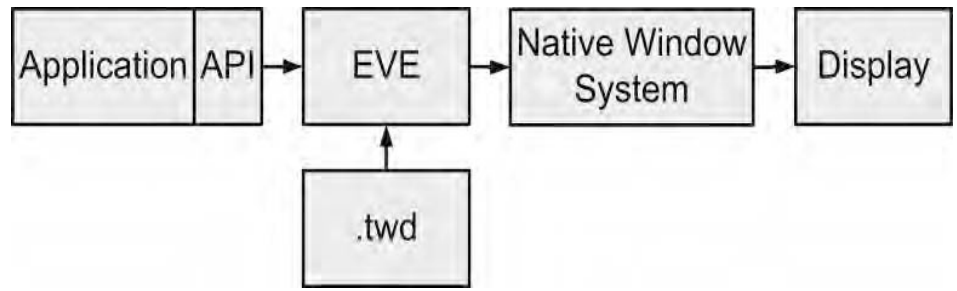 Application
API
EVE
Native Window
System
Display
.twd